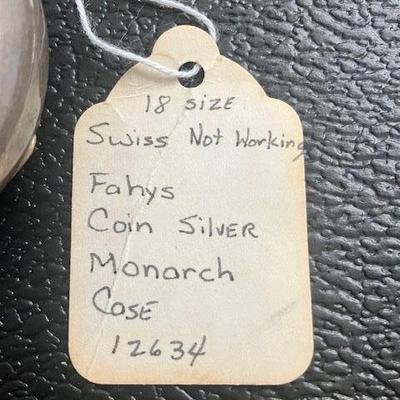 18 SIZE
Swiss Not Working
Fahys
Coin SILVER
Monarch
CASE
12634